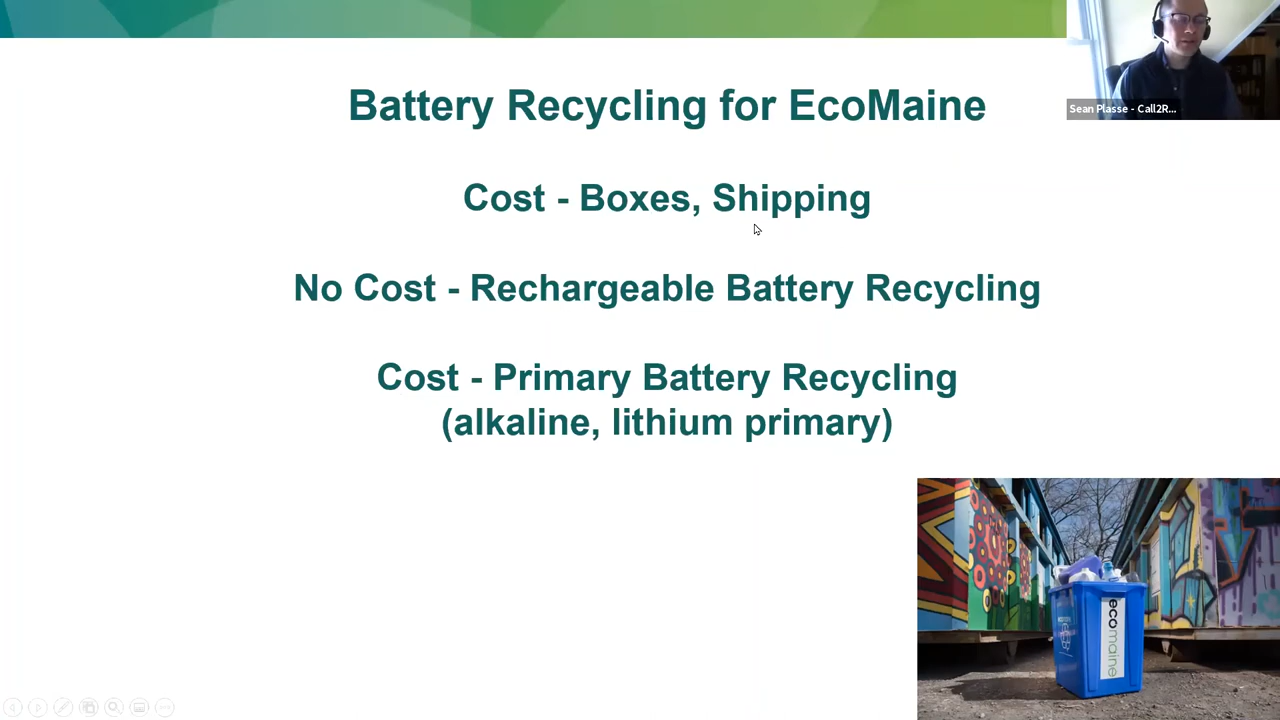 Battery Recycling for EcoMaine
Sean Plasse - Call2R...
Cost - Boxes, Shipping
No Cost - Rechargeable Battery Recycling
Cost - Primary Battery Recycling
(alkaline, lithium primary)
ecomaine